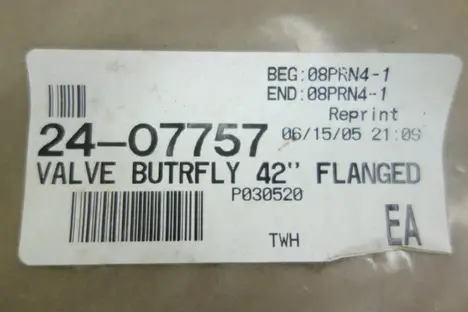 BEG:08PRN4-1
END:08PRN4-1
Reprint
24-07757 06/15/05 21:09
VALVE BUTRFLY 42" FLANGED
P030520
TWH EA